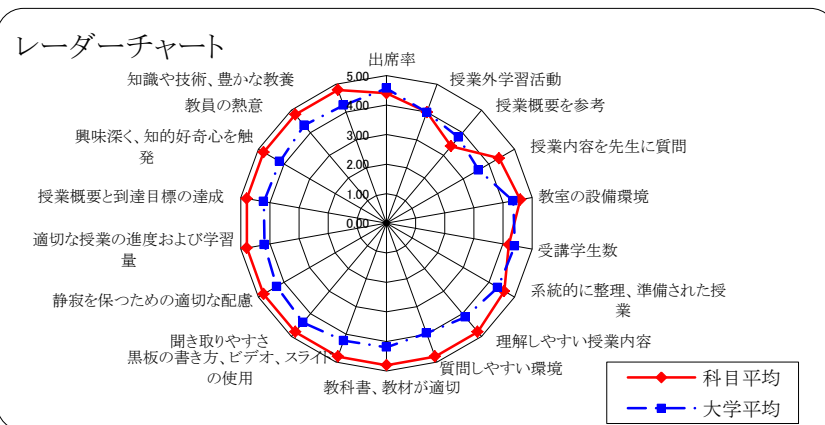 レーダーチャート
出席率
授業外学習活動
授業概要を参考
授業内容を先生に質問
教室の設備環境
受講学生数
系統的に整理、準備された授
業
理解しやすい授業内容
質問しやすい環境
教科書、教材が適切
黒板の書き方、ビデオ、スライド
の使用
聞き取りやすさ
静寂を保つための適切な配慮
適切な授業の進度および学習
量
授業概要と到達目標の達成
興味深く、知的好奇心を触
発
教員の熱意
知識や技術、豊かな教養
5.00
4.00
3.00
2.00
1.00
0.00
科目平均
大学平均